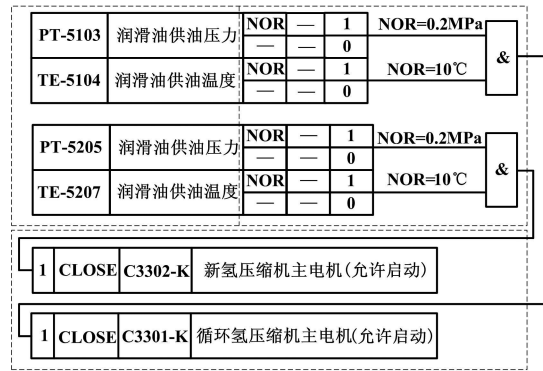 PT-5103 润滑油供油压力 NOR — 1 NOR=0.2MPa
— — 0
&
TE-5104 润滑油供油温度 NOR — 1 NOR=10℃
— — 0
PT-5205 润滑油供油压力 NOR — 1 NOR=0.2MPa
— — 0
&
TE-5207 润滑油供油温度 NOR — 1 NOR=10℃
— — 0
1 CLOSE C3302-K 新氢压缩机主电机(允许启动)
1 CLOSE C3301-K 循环氢压缩机主电机(允许启动)